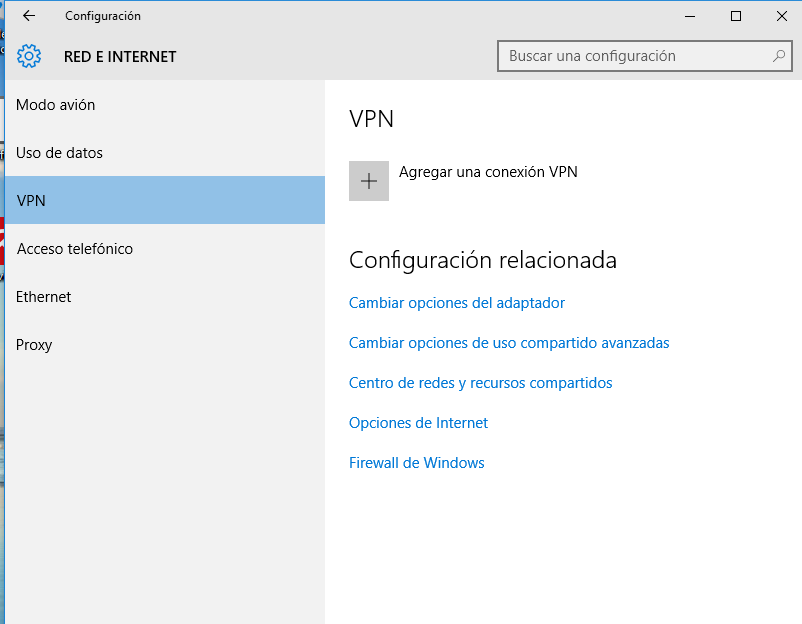 Configuración
RED E INTERNET
Buscar una configuración
Modo avión
Uso de datos
VPN
Acceso telefónico
Ethernet
Proxy
VPN
Agregar una conexión VPN
Configuración relacionada
Cambiar opciones del adaptador
Cambiar opciones de uso compartido avanzadas
Centro de redes y recursos compartidos
Opciones de Internet
Firewall de Windows